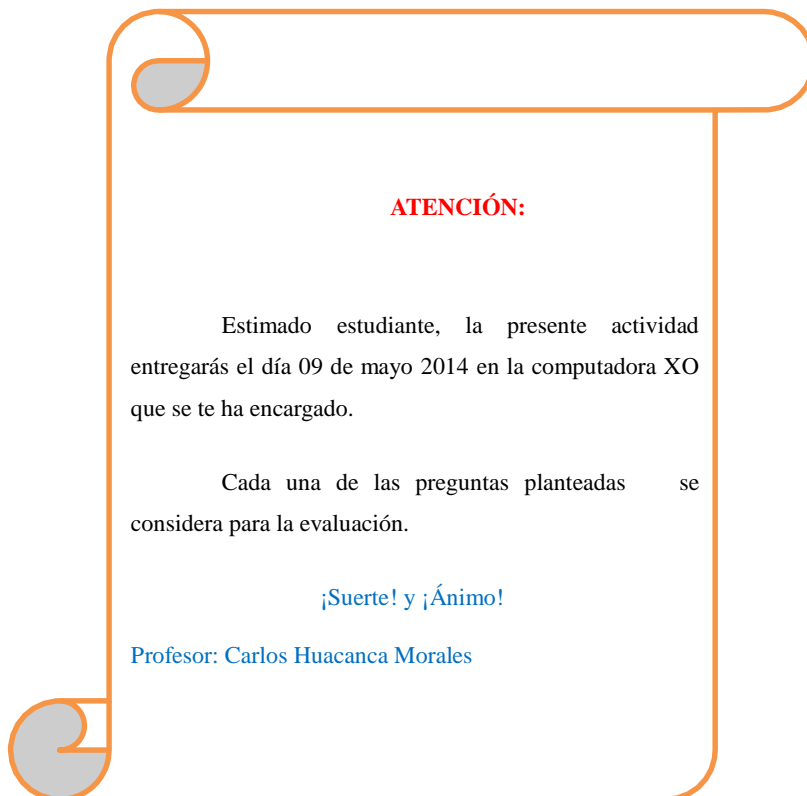 ATENCIÓN:
Estimado estudiante, la presente actividad
entregarás el día 09 de mayo 2014 en la computadora XO
que se te ha encargado.
Cada una de las preguntas planteadas se
considera para la evaluación.
¡Suerte! y ¡Ánimo!
Profesor: Carlos Huacanca Morales